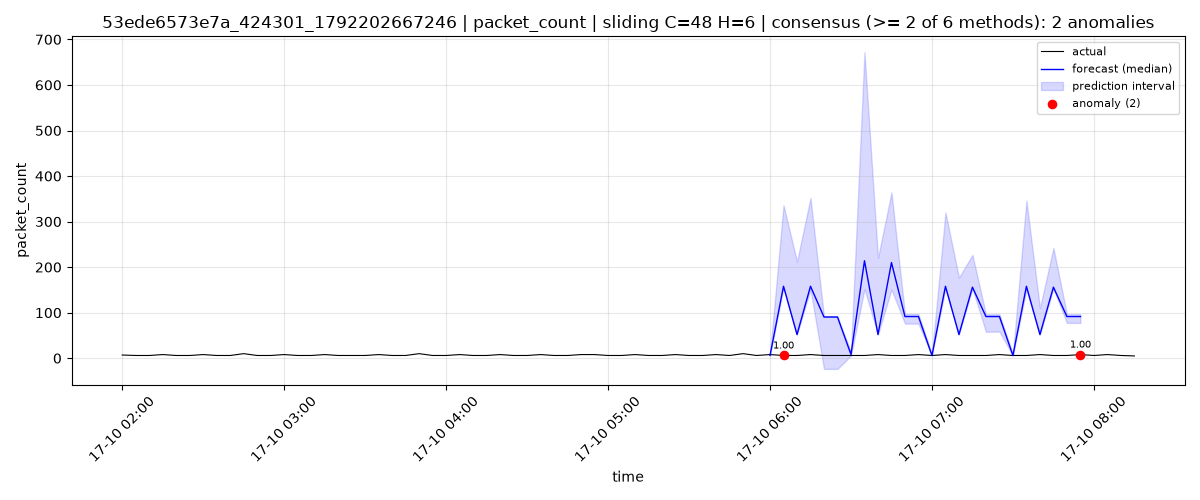 53ede6573e7a_424301_1792202667246 | packet_count | sliding C=48 H=6 | consensus (>= 2 of 6 methods): 2 anomalies
700
600
500
400
300
200
100
0
packet_count
actual
forecast (median)
prediction interval
anomaly (2)
1.00
1.00
17-10 02:00
17-10 03:00
17-10 04:00
17-10 05:00
17-10 06:00
17-10 07:00
17-10 08:00
time